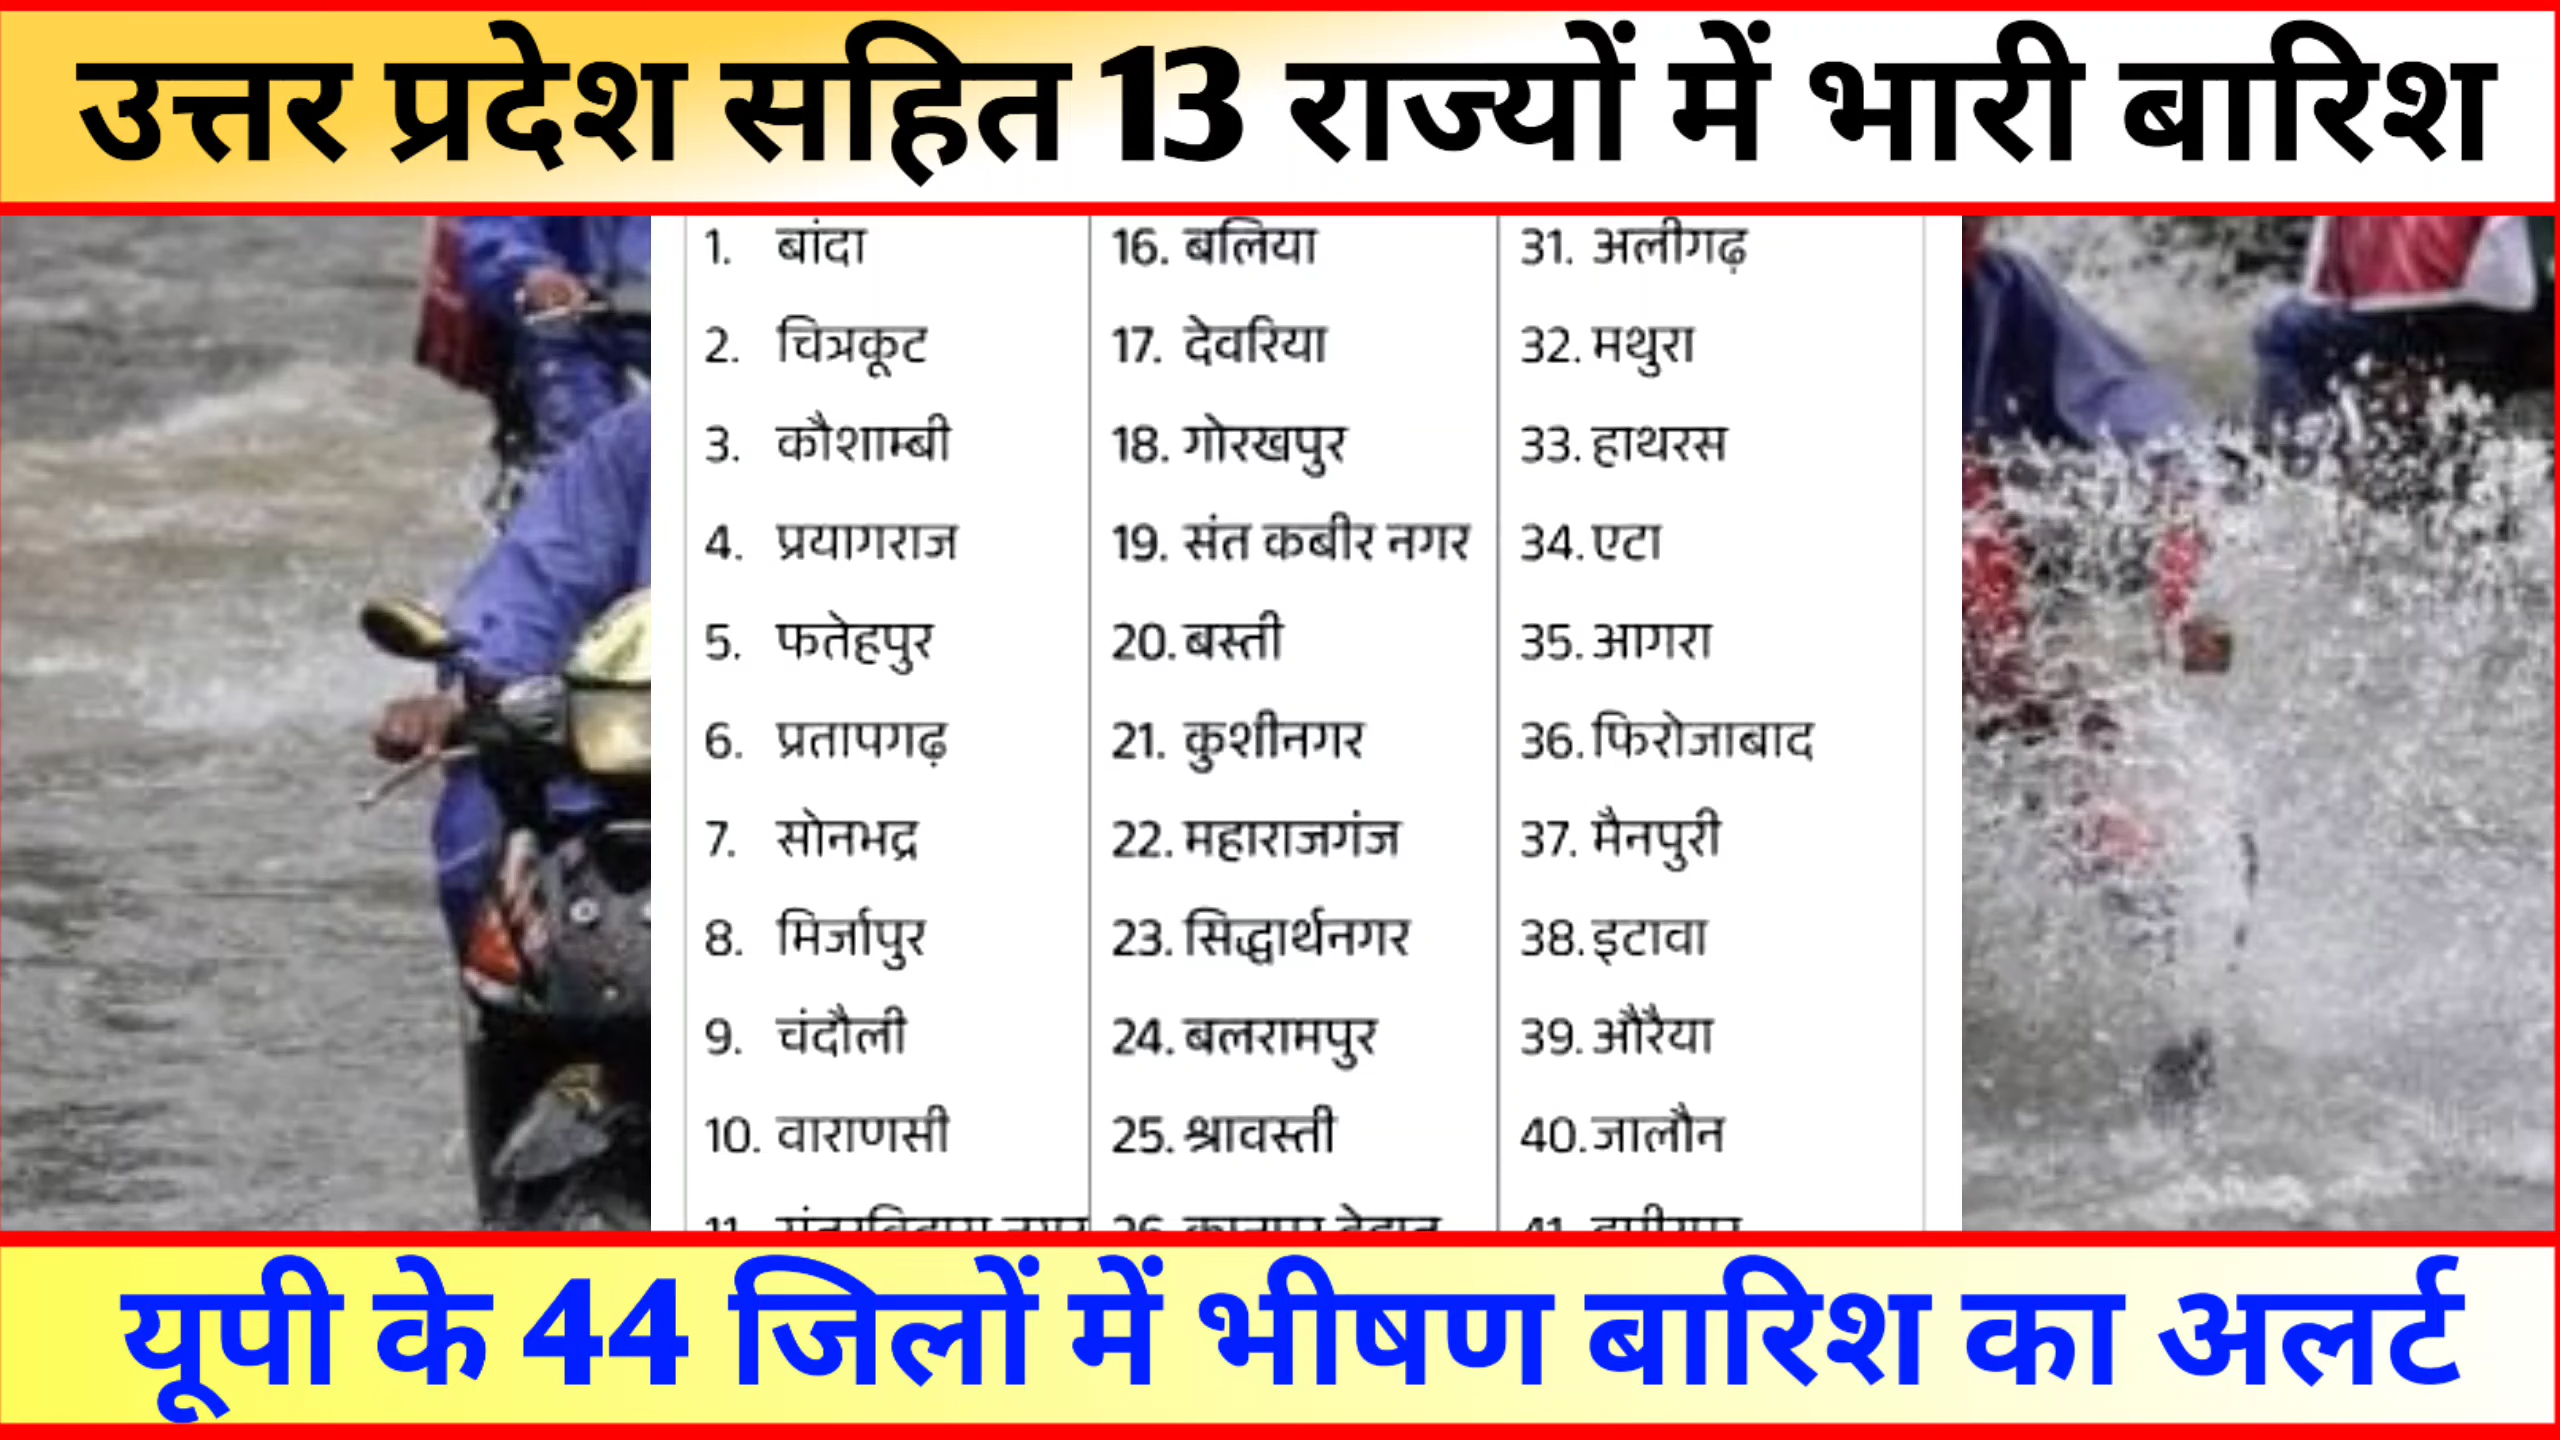 उत्तर प्रदेश सहित 13 राज्यों में भारी बारिश
1. बांदा
2. चित्रकूट
3. कौशाम्बी
4. प्रयागराज
5. फतेहपुर
6. प्रतापगढ़
7. सोनभद्र
8. मिर्जापुर
9. चंदौली
10. वाराणसी
16. बलिया
17. देवरिया
18. गोरखपुर
19. संत कबीर नगर
20. बस्ती
21. कुशीनगर
22. महाराजगंज
23. सिद्धार्थनगर
24. बलरामपुर
25. श्रावस्ती
31. अलीगढ़
32. मथुरा
33. हाथरस
34. एटा
35. आगरा
36. फिरोजाबाद
37. मैनपुरी
38. इटावा
39. औरैया
40. जालौन
यूपी के 44 जिलों में भीषण बारिश का अलर्ट